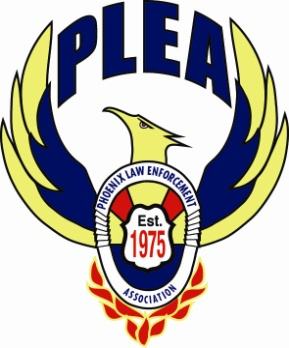 PLEA
PHOENIX LAW ENFORCEMENT
Est.
1975
ASSOCIATION